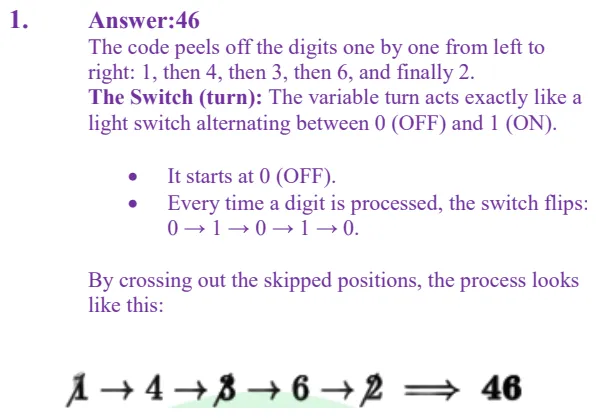 1. Answer:46
The code peels off the digits one by one from left to
right: 1, then 4, then 3, then 6, and finally 2.
The Switch (turn): The variable turn acts exactly like a
light switch alternating between 0 (OFF) and 1 (ON).
• It starts at 0 (OFF).
• Every time a digit is processed, the switch flips:
0 → 1 → 0 → 1 → 0.
By crossing out the skipped positions, the process looks
like this:
1 → 4 → 3 → 6 → 2 ⟹ 46